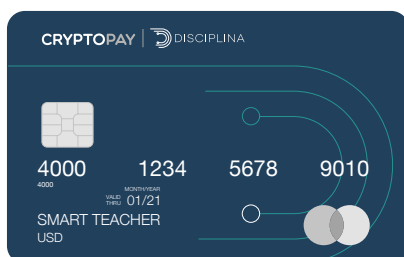 CRYPTOPAY | DISCIPLINA
4000 1234 5678 9010
4000
MONTH/YEAR
VALID THRU 01/21
SMART TEACHER
USD